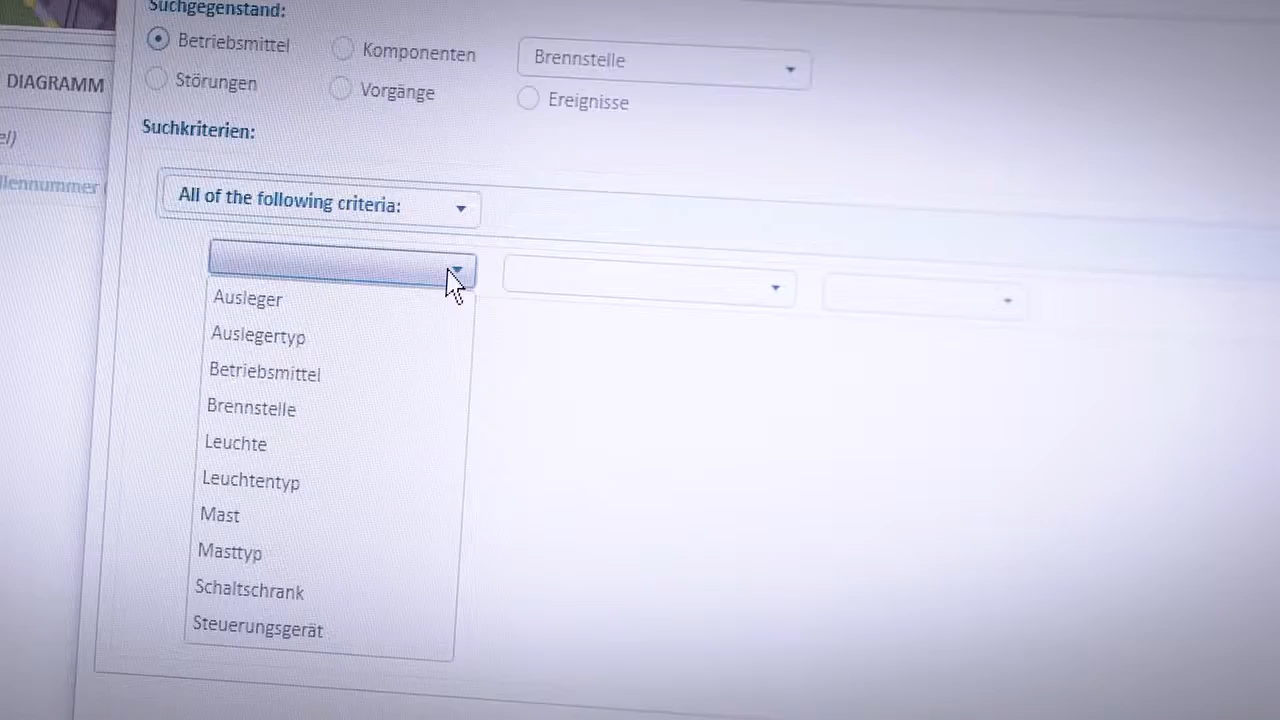 Suchgegenstand:
Betriebsmittel
Komponenten
Brennstelle
DIAGRAMM
Störungen
Vorgänge
Ereignisse
Suchkriterien:
All of the following criteria:
Ausleger
Auslegertyp
Betriebsmittel
Brennstelle
Leuchte
Leuchtentyp
Mast
Masttyp
Schaltschrank
Steuerungsgerät